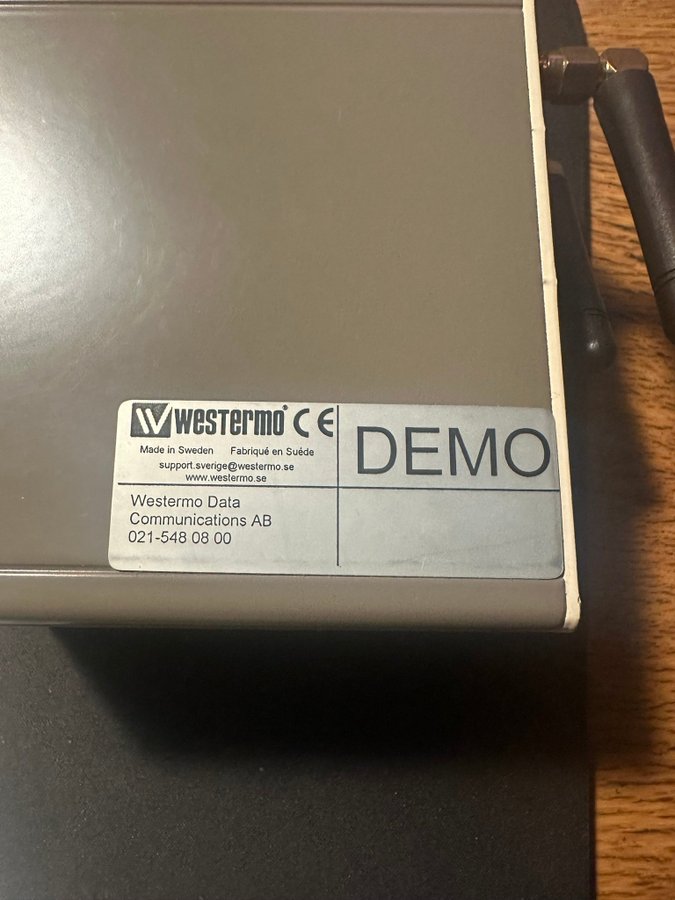 westermo® CE
Made in Sweden Fabriqué en Suéde
support.sverige@westermo.se
www.westermo.se
DEMO
Westermo Data
Communications AB
021-548 08 00